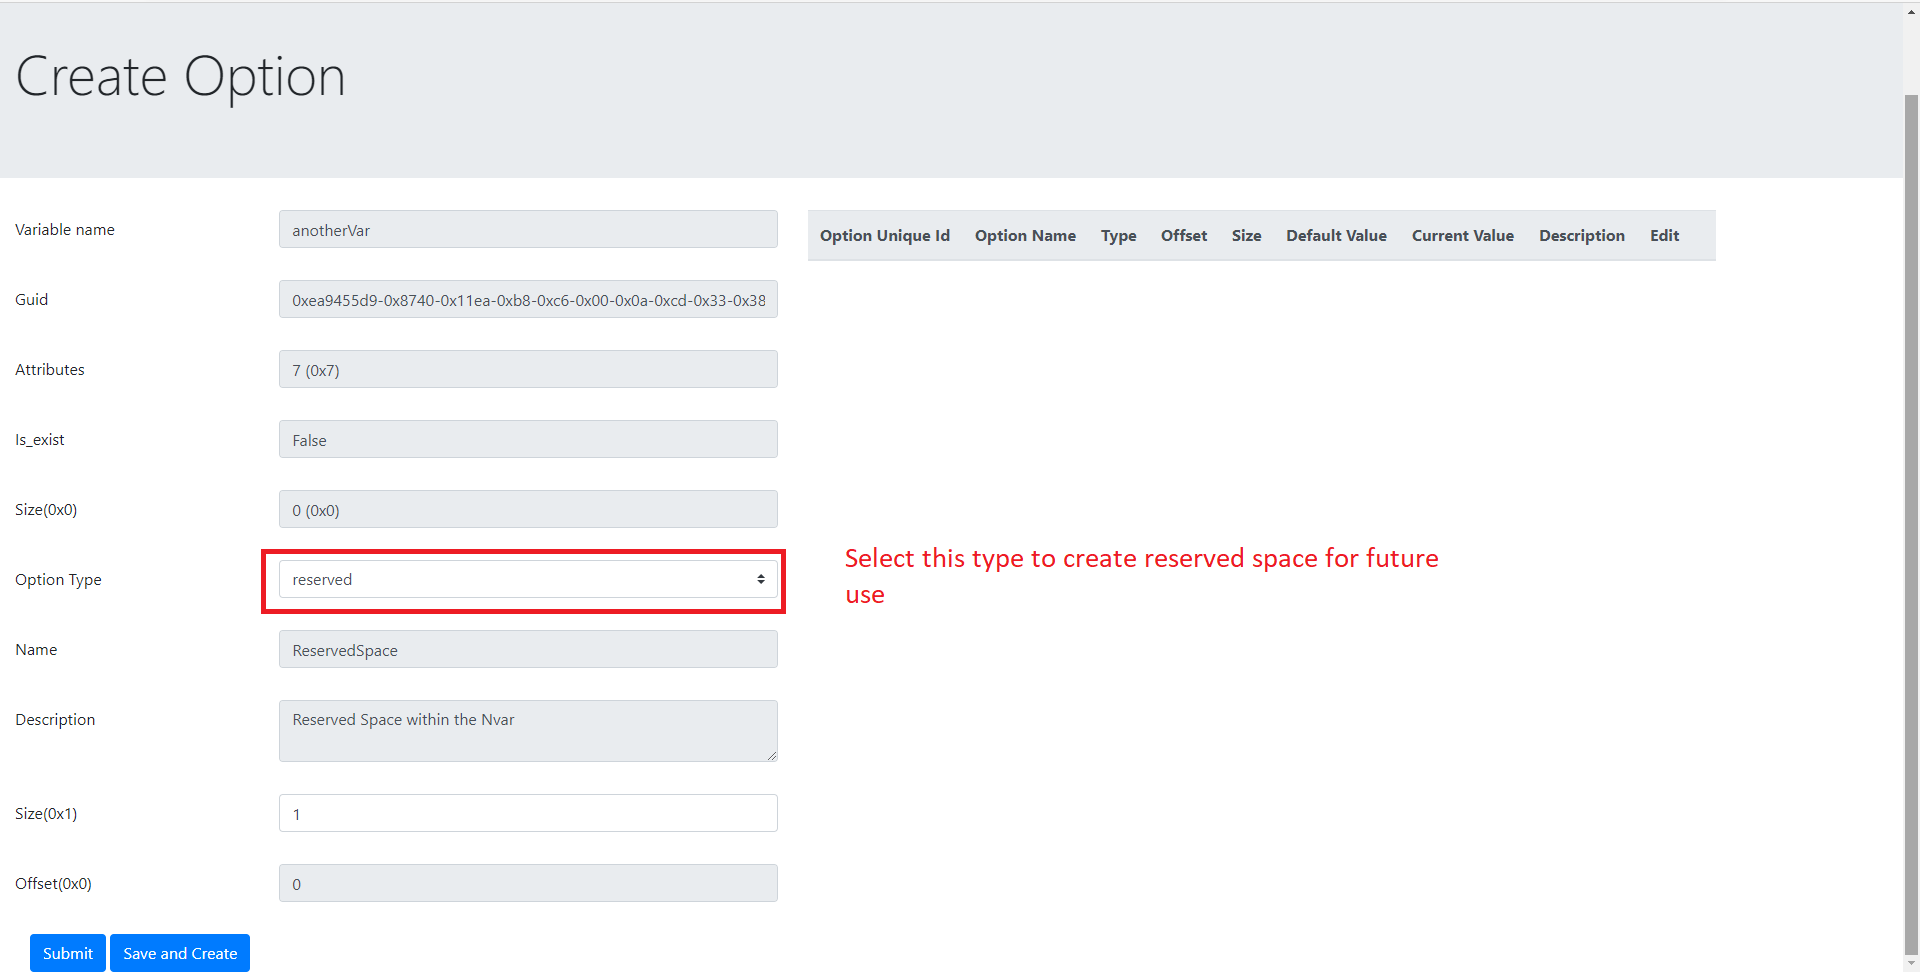 Create Option
Variable name
anotherVar
Option Unique Id Option Name Type Offset Size Default Value Current Value Description Edit
Guid
0xea9455d9-0x8740-0x11ea-0xb8-0xc6-0x00-0x0a-0xcd-0x33-0x38
Attributes
7 (0x7)
Is_exist
False
Size(0x0)
0 (0x0)
Option Type
reserved
Select this type to create reserved space for future
use
Name
ReservedSpace
Description
Reserved Space within the Nvar
Size(0x1)
1
Offset(0x0)
0
Submit Save and Create